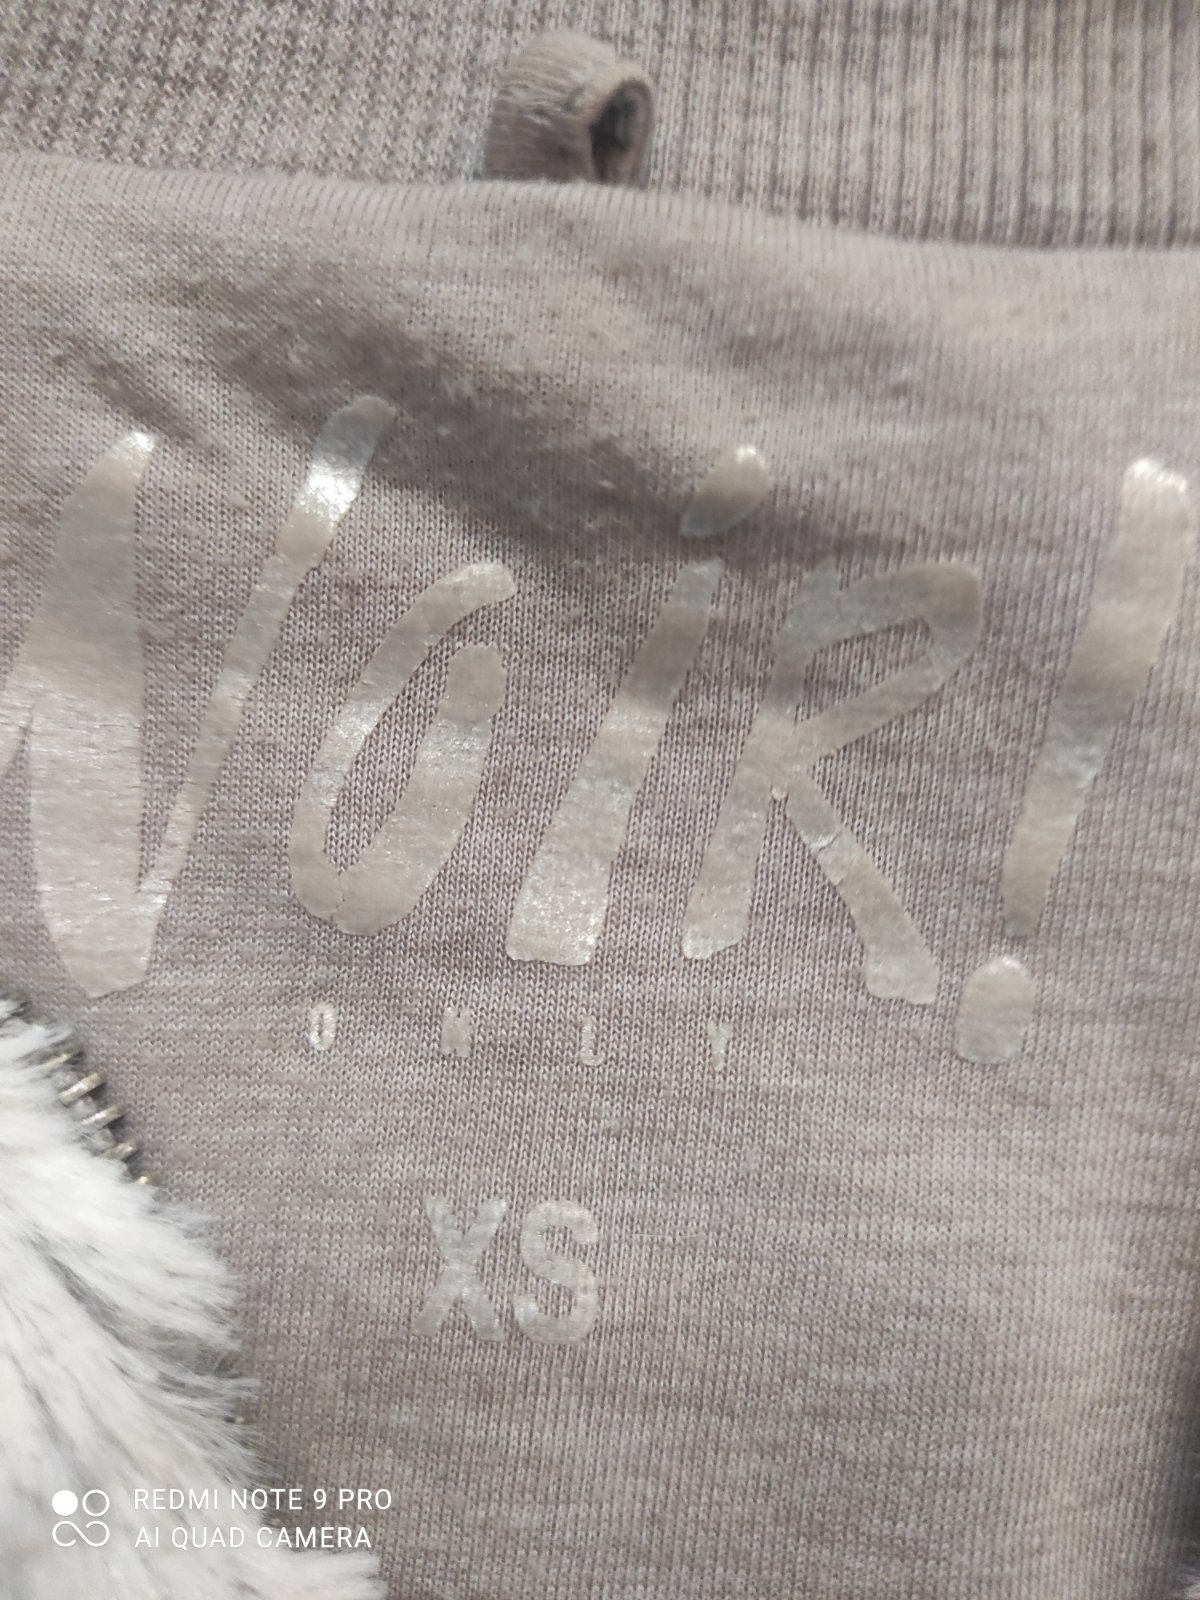 NOiR!
ONLY
XS
REDMI NOTE 9 PRO
AI QUAD CAMERA